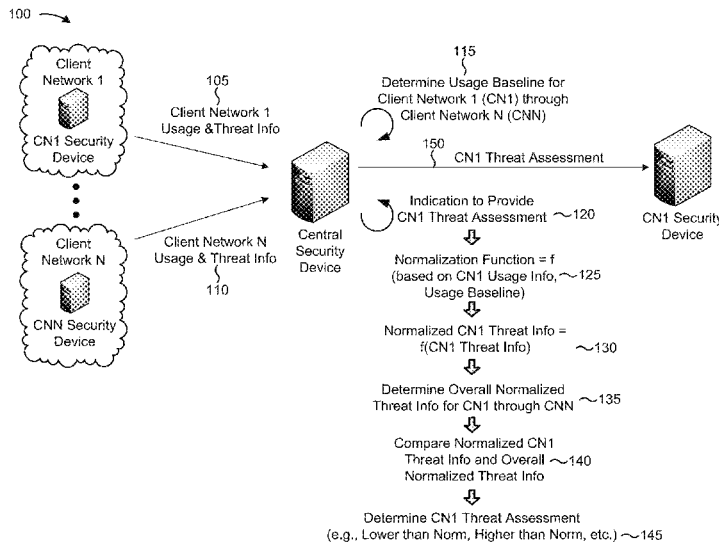 100
Client
Network 1
CN1 Security
Device
Client
Network N
CNN Security
Device
105
Client Network 1
Usage &Threat Info
Client Network N
Usage & Threat Info
110
Central
Security
Device
115
Determine Usage Baseline for
Client Network 1 (CN1) through
Client Network N (CNN)
150
CN1 Threat Assessment
CN1 Security
Device
Indication to Provide
CN1 Threat Assessment 120
Normalization Function = f
(based on CN1 Usage Info, 125
Usage Baseline)
Normalized CN1 Threat Info =
f(CN1 Threat Info) 130
Determine Overall Normalized
Threat Info for CN1 through CNN 135
Compare Normalized CN1
Threat Info and Overall 140
Normalized Threat Info
Determine CN1 Threat Assessment
(e.g., Lower than Norm, Higher than Norm, etc.) 145